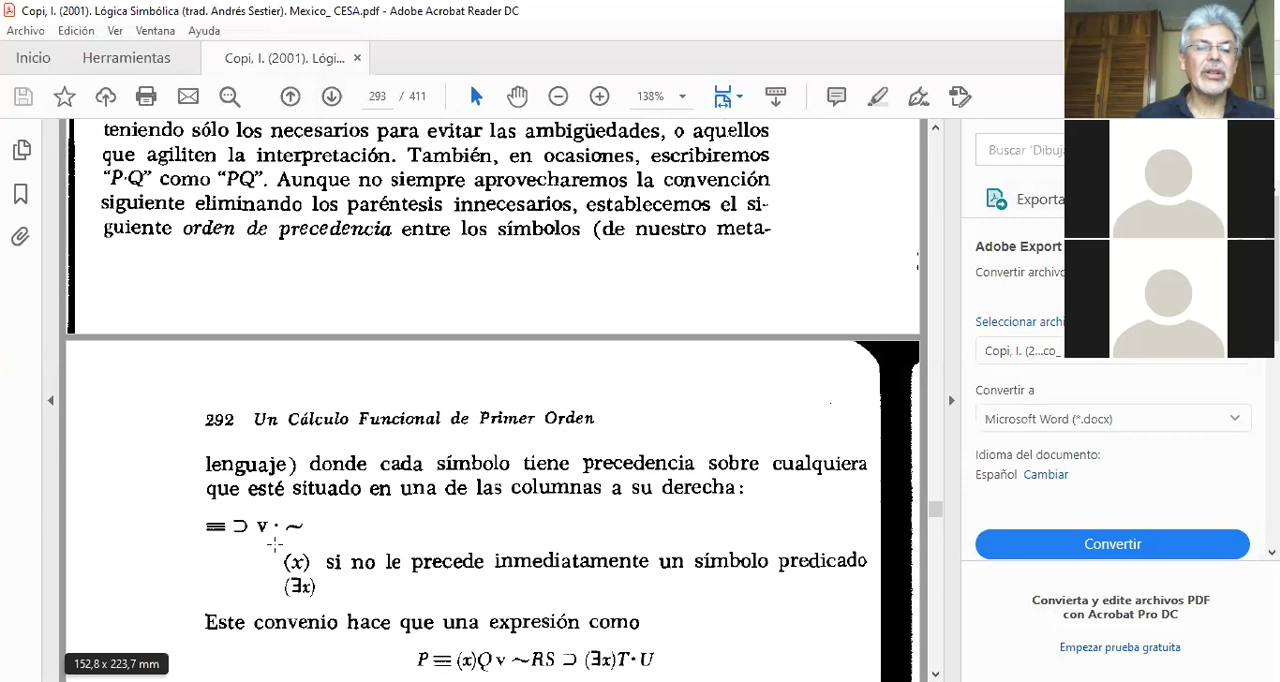 Copi, I. (2001). Lógica Simbólica (trad. Andrés Sestier). Mexico_ CESA.pdf - Adobe Acrobat Reader DC
Archivo Edición Ver Ventana Ayuda
Inicio Herramientas Copi, I. (2001). Lógi... ×
293 / 411 138%
teniendo sólo los necesarios para evitar las ambigüedades, o aquellos
que agiliten la interpretación. También, en ocasiones, escribiremos
“P·Q” como “PQ”. Aunque no siempre aprovecharemos la convención
siguiente eliminando los paréntesis innecesarios, establecemos el si-
guiente orden de precedencia entre los símbolos (de nuestro meta-
292 Un Cálculo Funcional de Primer Orden
lenguaje) donde cada símbolo tiene precedencia sobre cualquiera
que esté situado en una de las columnas a su derecha:
≡ ⊃ v · ~
(x) si no le precede inmediatamente un símbolo predicado
(∃x)
Este convenio hace que una expresión como
P ≡ (x)Q v ~RS ⊃ (∃x)T·U
152,8 x 223,7 mm
Buscar 'Dibuj
Exporta
Adobe Export
Convertir archivo
Seleccionar archi
Copi, I. (2...co_
Convertir a
Microsoft Word (*.docx)
Idioma del documento:
Español Cambiar
Convertir
Convierta y edite archivos PDF
con Acrobat Pro DC
Empezar prueba gratuita